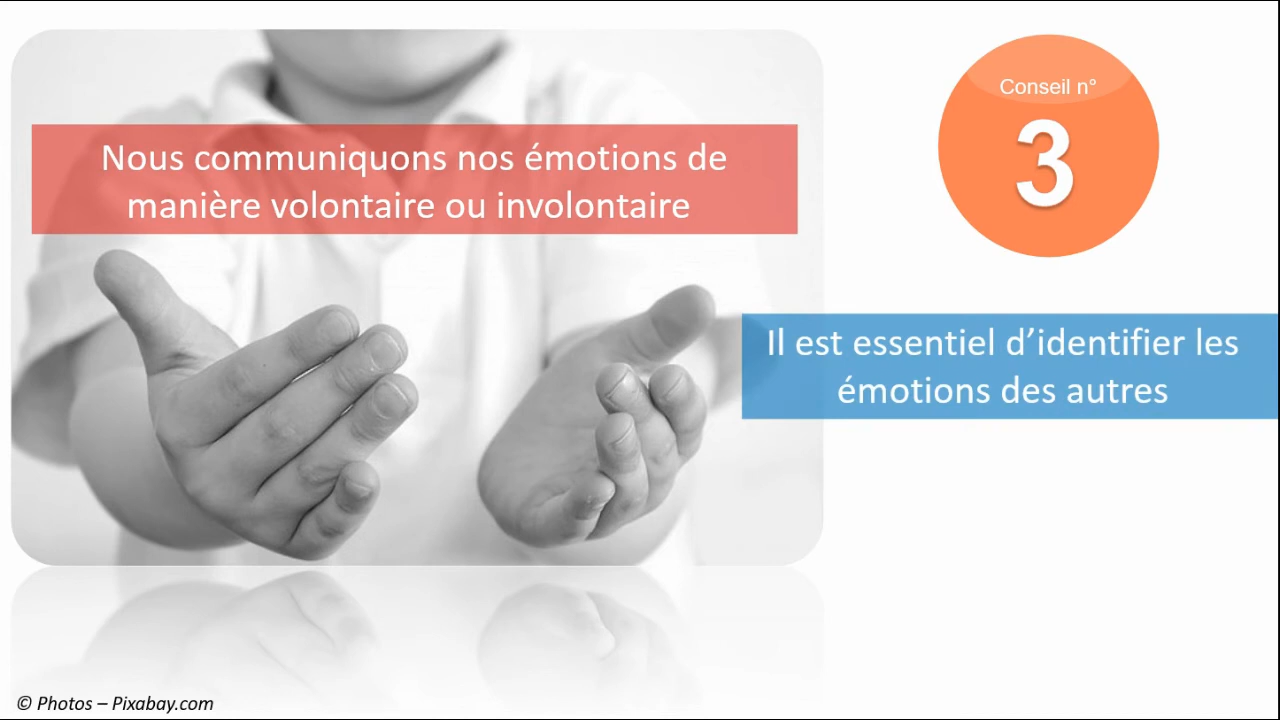 Conseil n°
3
Nous communiquons nos émotions de
manière volontaire ou involontaire
Il est essentiel d’identifier les
émotions des autres
© Photos – Pixabay.com